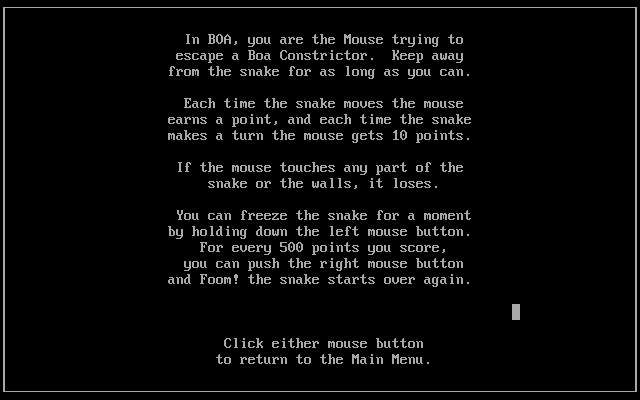 In BOA, you are the Mouse trying to
escape a Boa Constrictor.  Keep away
from the snake for as long as you can.
Each time the snake moves the mouse
earns a point, and each time the snake
makes a turn the mouse gets 10 points.
If the mouse touches any part of the
snake or the walls, it loses.
You can freeze the snake for a moment
by holding down the left mouse button.
For every 500 points you score,
you can push the right mouse button
and Foom! the snake starts over again.
Click either mouse button
to return to the Main Menu.